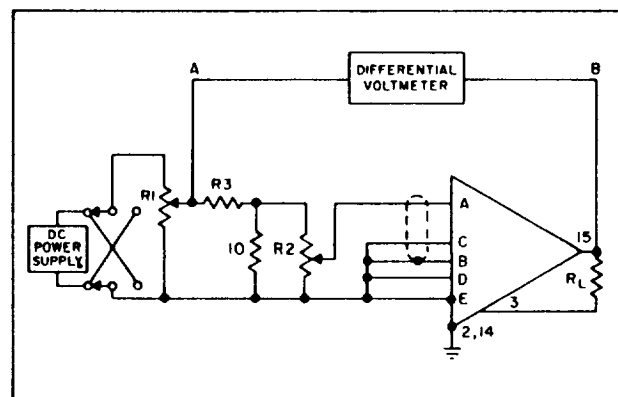 A
DIFFERENTIAL
VOLTMETER
B
R1
R3
10
R2
DC
POWER
SUPPLY
A
C
B
D
E
15
RL
3
2,14